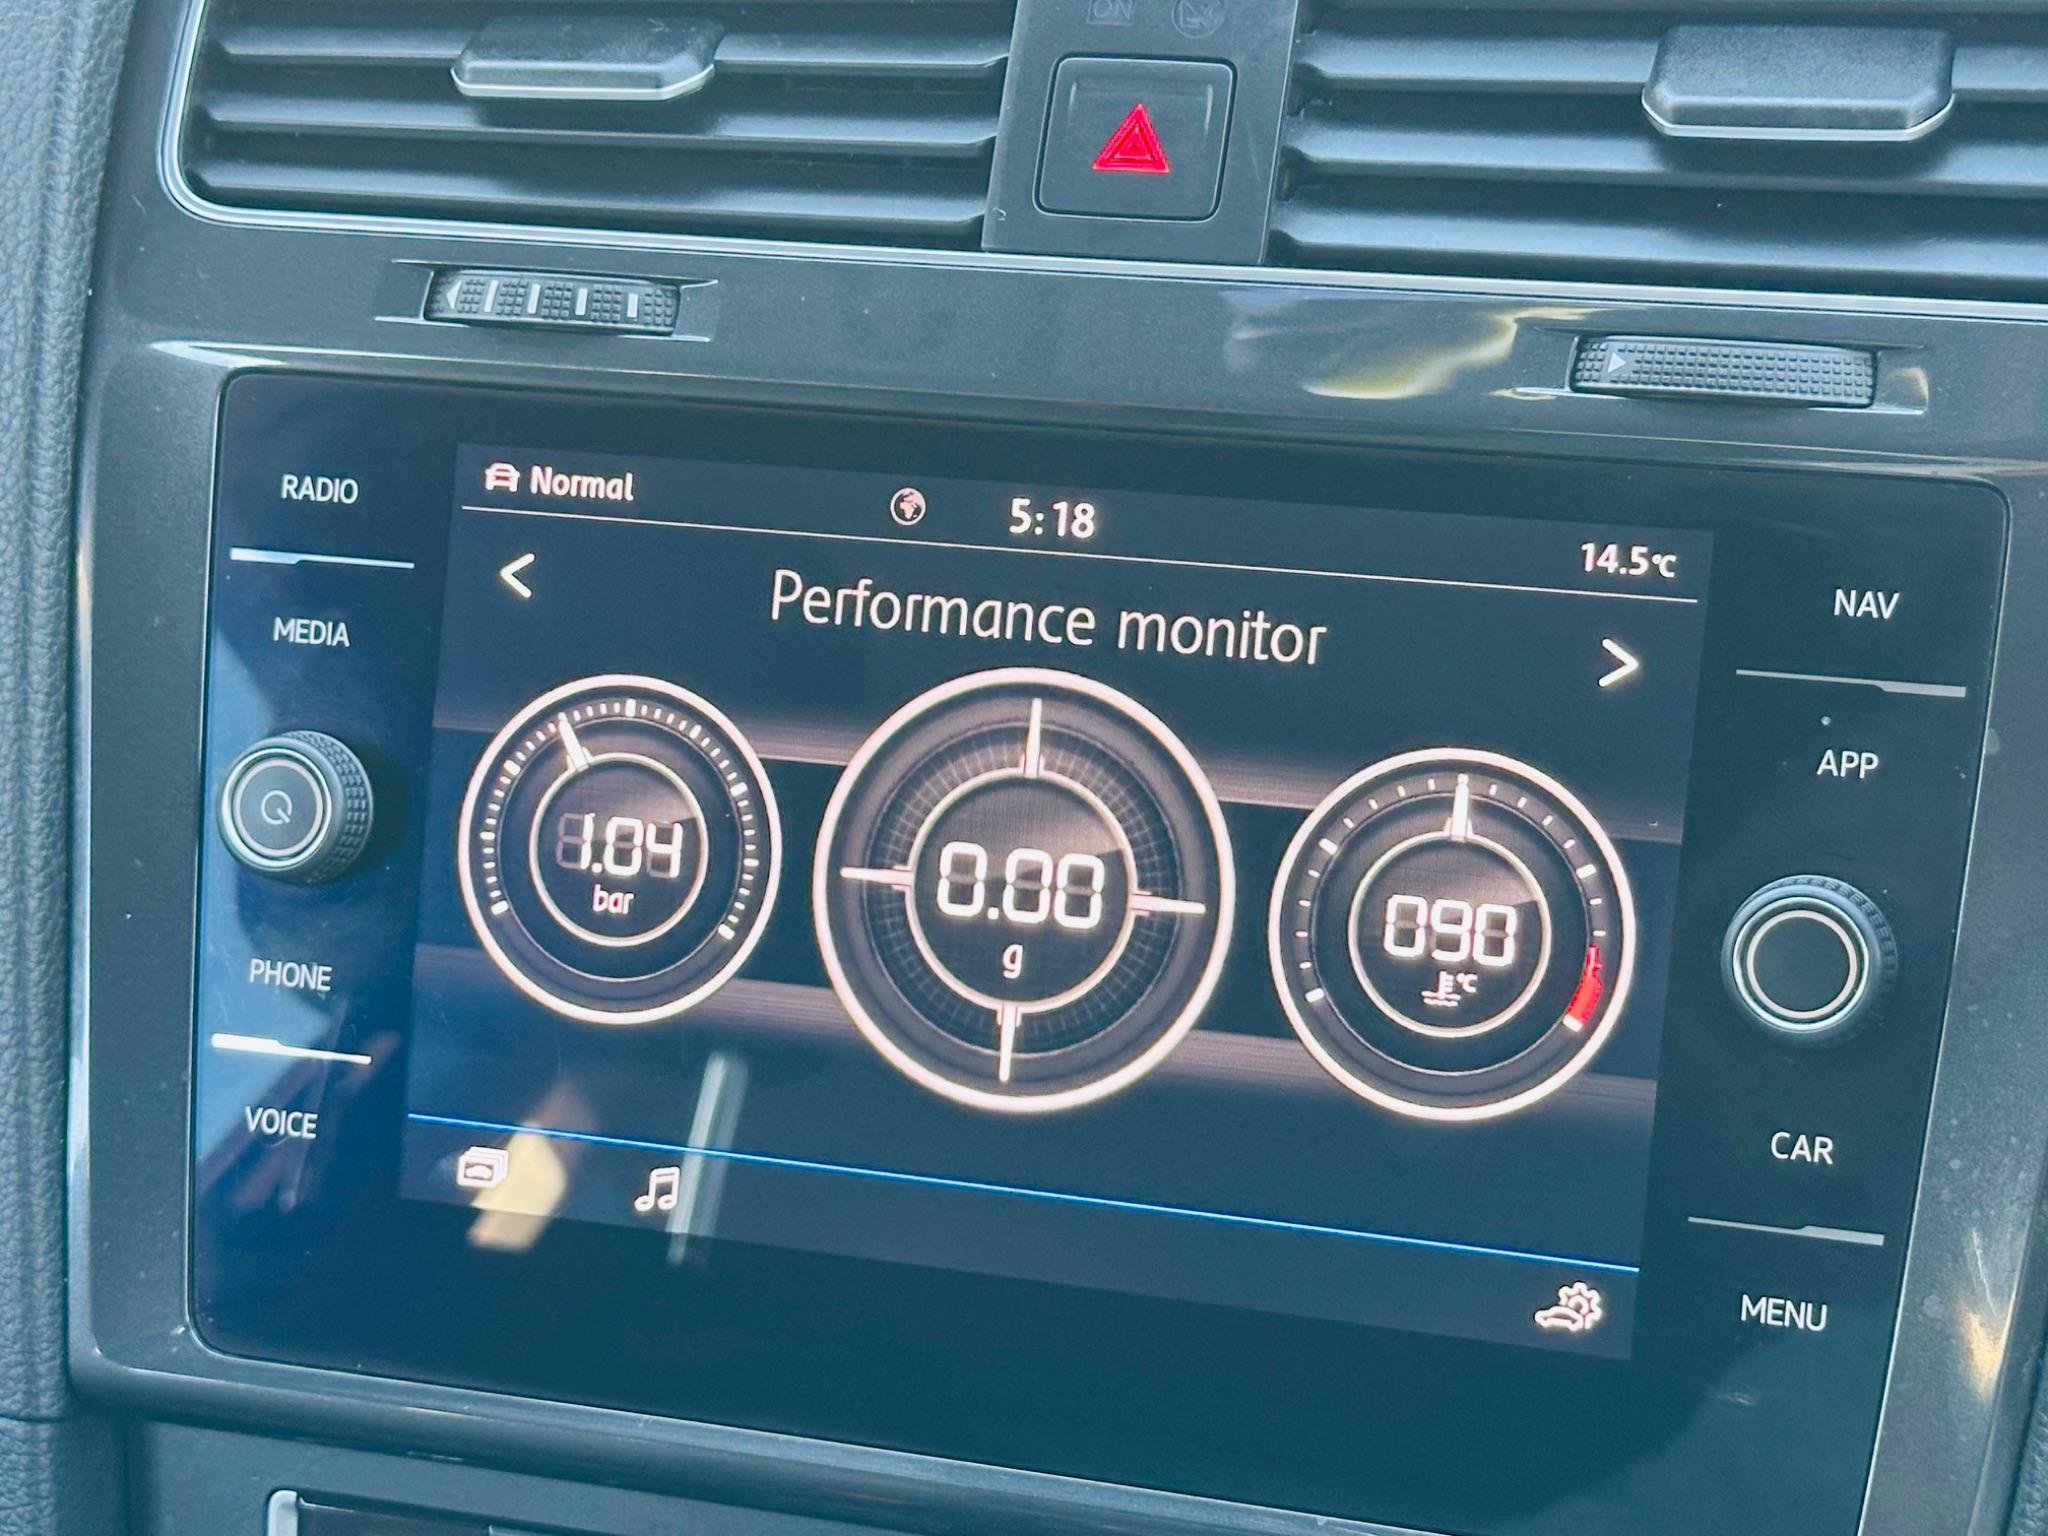 ON
Normal
5:18
14.5°C
Performance monitor
1.04
bar
0.00
g
090
°C
RADIO
MEDIA
PHONE
VOICE
NAV
APP
CAR
MENU